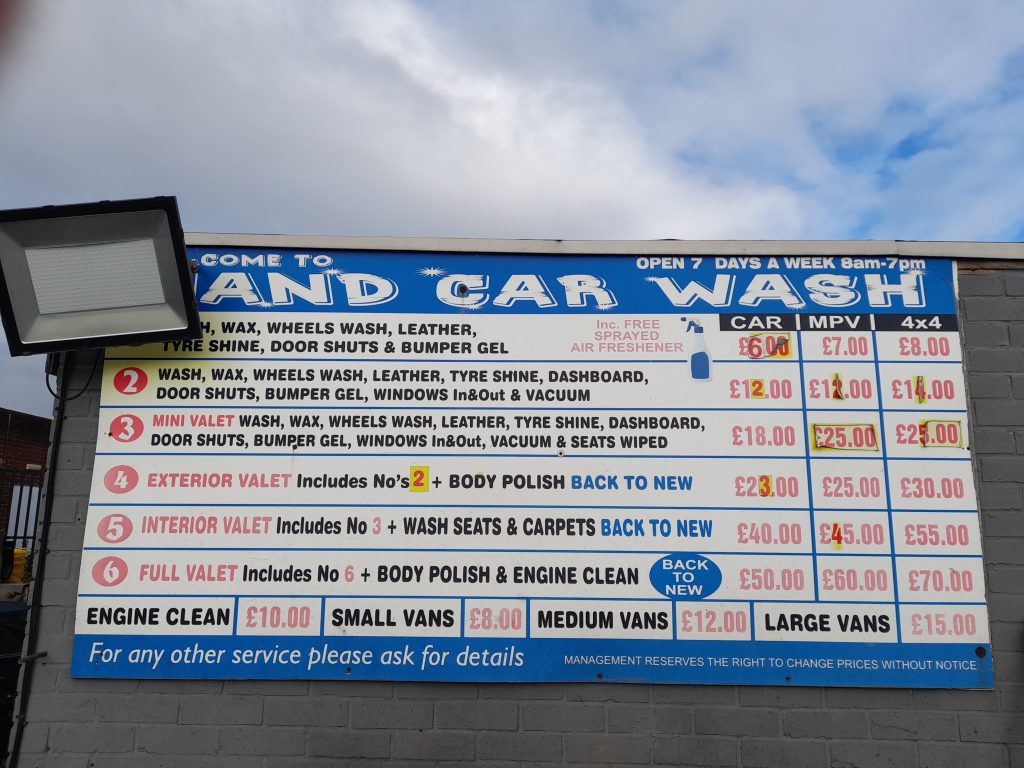 COME TO
AND CAR WASH
OPEN 7 DAYS A WEEK 8am-7pm
H, WAX, WHEELS WASH, LEATHER,
TYRE SHINE, DOOR SHUTS & BUMPER GEL
Inc. FREE
SPRAYED
AIR FRESHENER
CAR MPV 4x4
£6.00 £7.00 £8.00
2 WASH, WAX, WHEELS WASH, LEATHER, TYRE SHINE, DASHBOARD,
DOOR SHUTS, BUMPER GEL, WINDOWS In&Out & VACUUM
£12.00 £12.00 £14.00
3 MINI VALET WASH, WAX, WHEELS WASH, LEATHER, TYRE SHINE, DASHBOARD,
DOOR SHUTS, BUMPER GEL, WINDOWS In&Out, VACUUM & SEATS WIPED
£18.00 £25.00 £25.00
4 EXTERIOR VALET Includes No's 2 + BODY POLISH BACK TO NEW
£23.00 £25.00 £30.00
5 INTERIOR VALET Includes No 3 + WASH SEATS & CARPETS BACK TO NEW
£40.00 £45.00 £55.00
6 FULL VALET Includes No 6 + BODY POLISH & ENGINE CLEAN
BACK
TO
NEW
£50.00 £60.00 £70.00
ENGINE CLEAN £10.00 SMALL VANS £8.00 MEDIUM VANS £12.00 LARGE VANS £15.00
For any other service please ask for details
MANAGEMENT RESERVES THE RIGHT TO CHANGE PRICES WITHOUT NOTICE